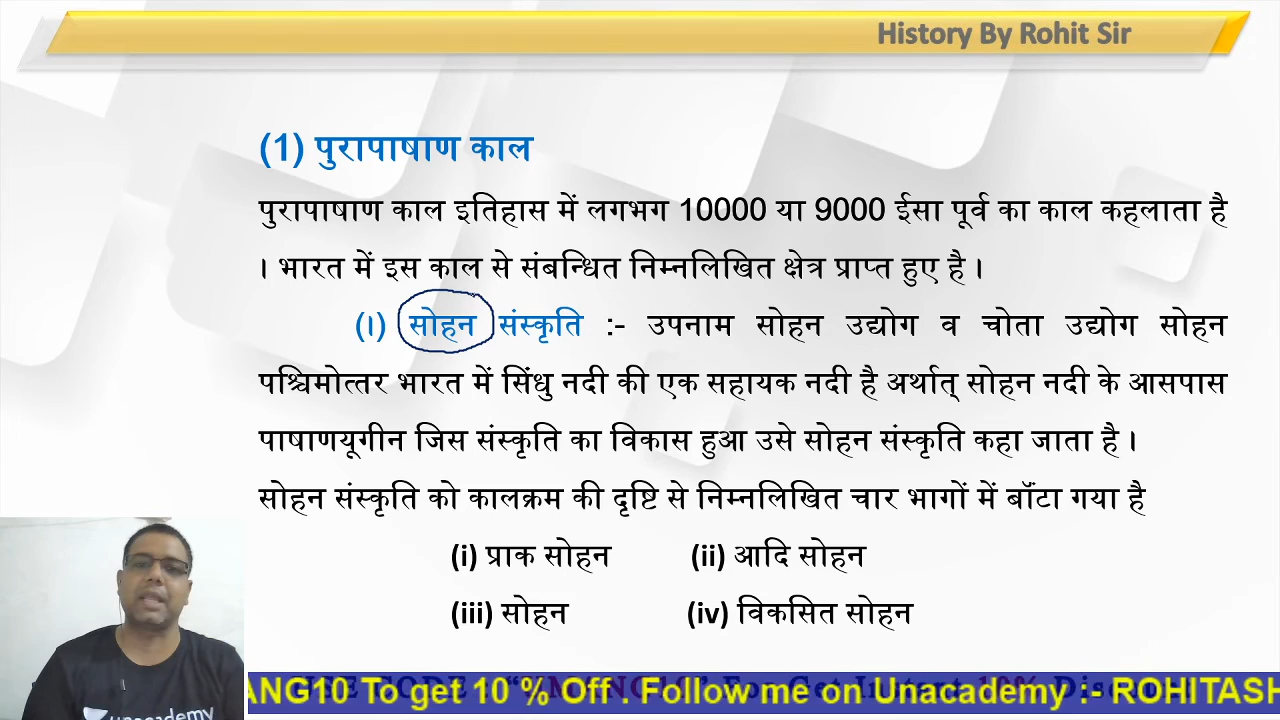 History By Rohit Sir
(1) पुरापाषाण काल
पुरापाषाण काल इतिहास में लगभग 10000 या 9000 ईसा पूर्व का काल कहलाता है
। भारत में इस काल से संबन्धित निम्नलिखित क्षेत्र प्राप्त हुए है ।
(।) सोहन संस्कृति :- उपनाम सोहन उद्योग व चोता उद्योग सोहन
पश्चिमोत्तर भारत में सिंधु नदी की एक सहायक नदी है अर्थात् सोहन नदी के आसपास
पाषाणयूगीन जिस संस्कृति का विकास हुआ उसे सोहन संस्कृति कहा जाता है ।
सोहन संस्कृति को कालक्रम की दृष्टि से निम्नलिखित चार भागों में बॉंटा गया है
(i) प्राक सोहन (ii) आदि सोहन
(iii) सोहन (iv) विकसित सोहन
unacademy
ANG10 To get 10 % Off . Follow me on Unacademy :- ROHITASH